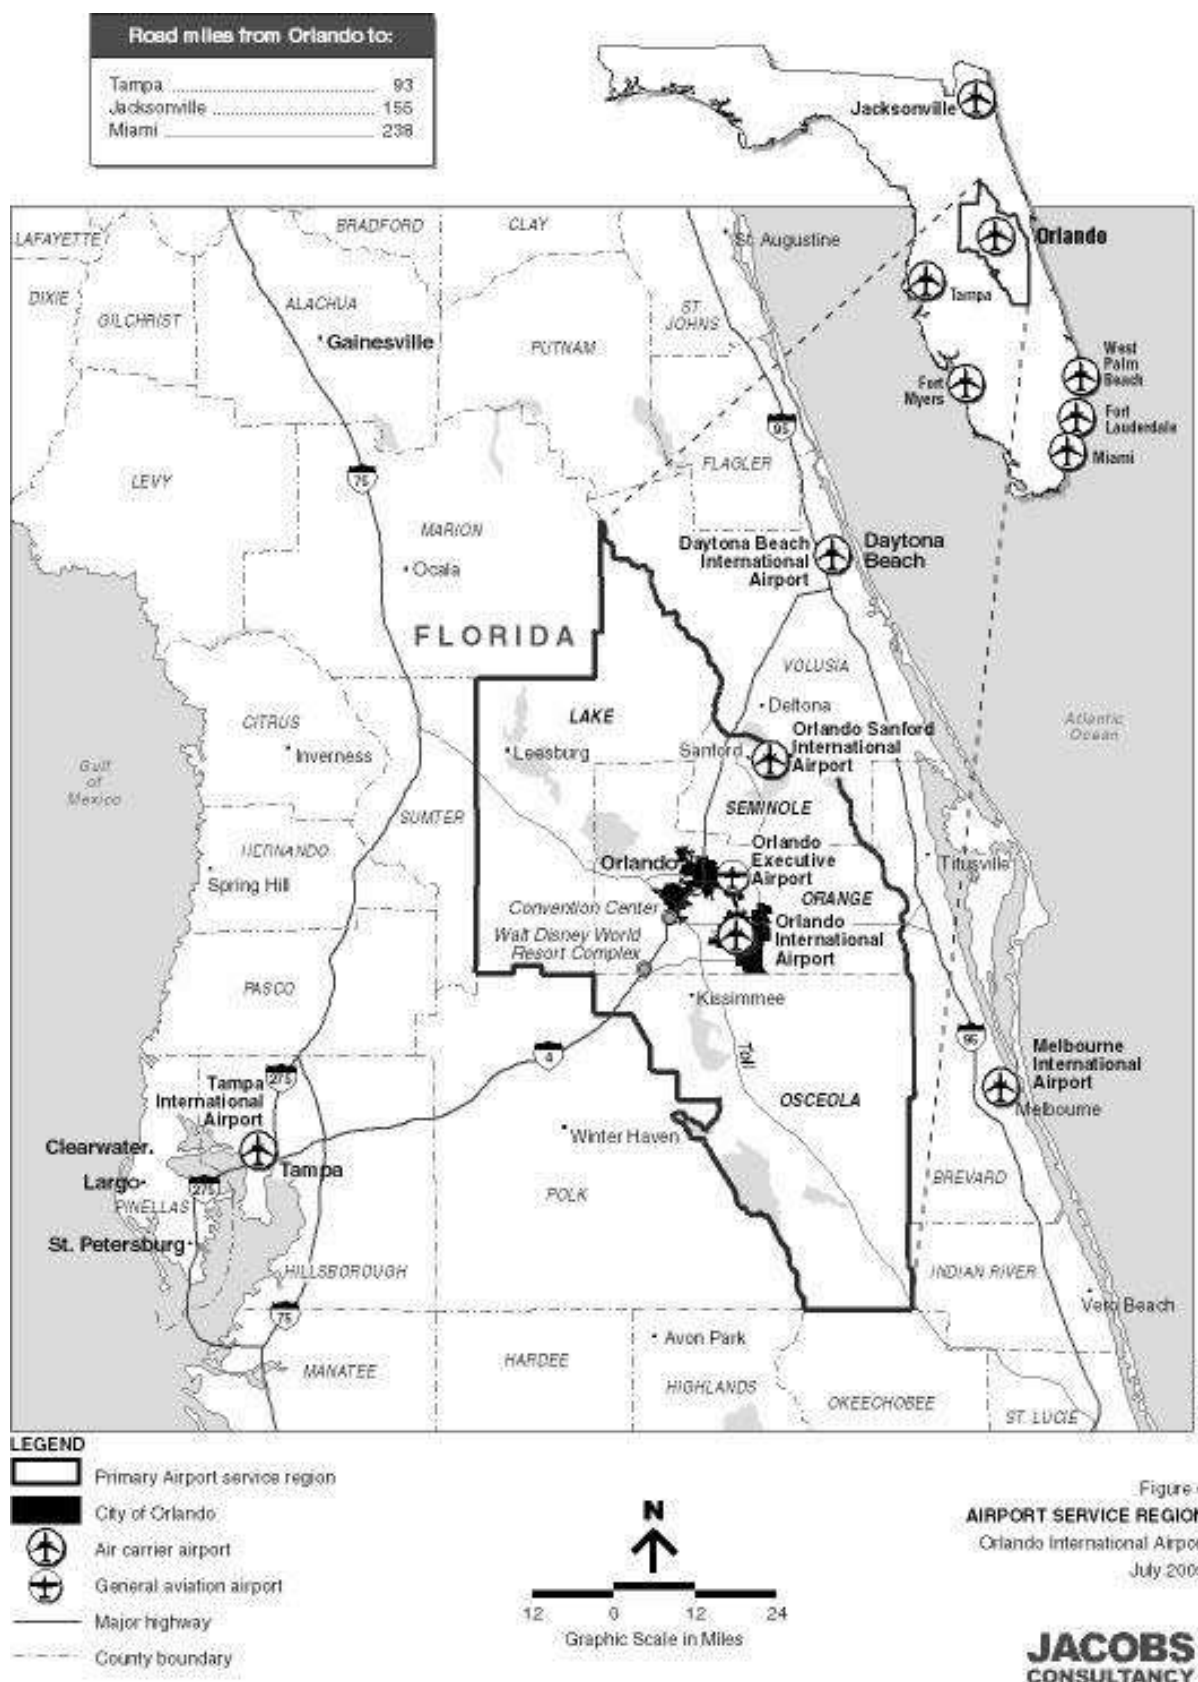 Road miles from Orlando to:
Tampa 93
Jacksonville 155
Miami 238
Jacksonville
Orlando
Tampa
West
Palm
Beach
Fort
Myers
Fort
Lauderdale
Miami
LAFAYETTE
BRADFORD
CLAY
St. Augustine
DIXIE
GILCHRIST
ALACHUA
Gainesville
ST.
JOHNS
PUTNAM
95
LEVY
75
FLAGLER
MARION
Ocala
Daytona Beach
International
Airport
Daytona
Beach
FLORIDA
VOLUSIA
Deltona
CITRUS
Inverness
LAKE
Leesburg
Sanford
Orlando Sanford
International
Airport
Atlantic
Ocean
Gulf
of
Mexico
SUMTER
SEMINOLE
HERNANDO
Spring Hill
Orlando
Orlando
Executive
Airport
Titusville
ORANGE
Convention Center
Walt Disney World
Resort Complex
Orlando
International
Airport
PASCO
Kissimmee
Toll
4
95
Melbourne
International
Airport
Melbourne
275
Tampa
International
Airport
OSCEOLA
Clearwater
Largo
Tampa
275
PINELLAS
Winter Haven
POLK
BREVARD
St. Petersburg
HILLSBOROUGH
INDIAN RIVER
Vero Beach
75
MANATEE
HARDEE
Avon Park
HIGHLANDS
OKEECHOBEE
ST. LUCIE
LEGEND
Primary Airport service region
City of Orlando
Air carrier airport
General aviation airport
Major highway
County boundary
N
12 0 12 24
Graphic Scale in Miles
Figure
AIRPORT SERVICE REGION
Orlando International Airpor
July 200
JACOBS
CONSULTANCY